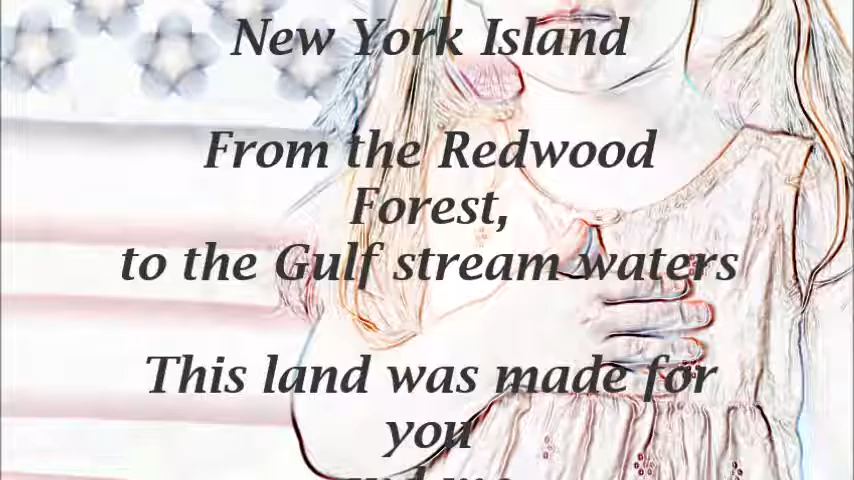 New York Island
From the Redwood
Forest,
to the Gulf stream waters
This land was made for
you